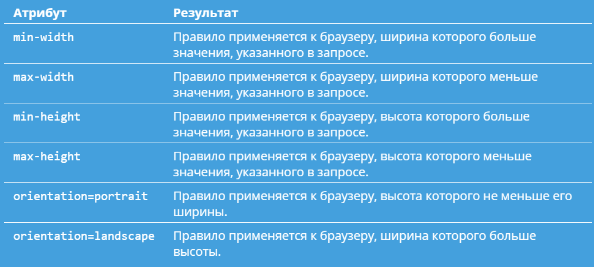 Атрибут Результат
min-width Правило применяется к браузеру, ширина которого больше
значения, указанного в запросе.
max-width Правило применяется к браузеру, ширина которого меньше
значения, указанного в запросе.
min-height Правило применяется к браузеру, высота которого больше
значения, указанного в запросе.
max-height Правило применяется к браузеру, высота которого меньше
значения, указанного в запросе.
orientation=portrait Правило применяется к браузеру, высота которого не меньше его
ширины.
orientation=landscape Правило применяется к браузеру, ширина которого больше
высоты.